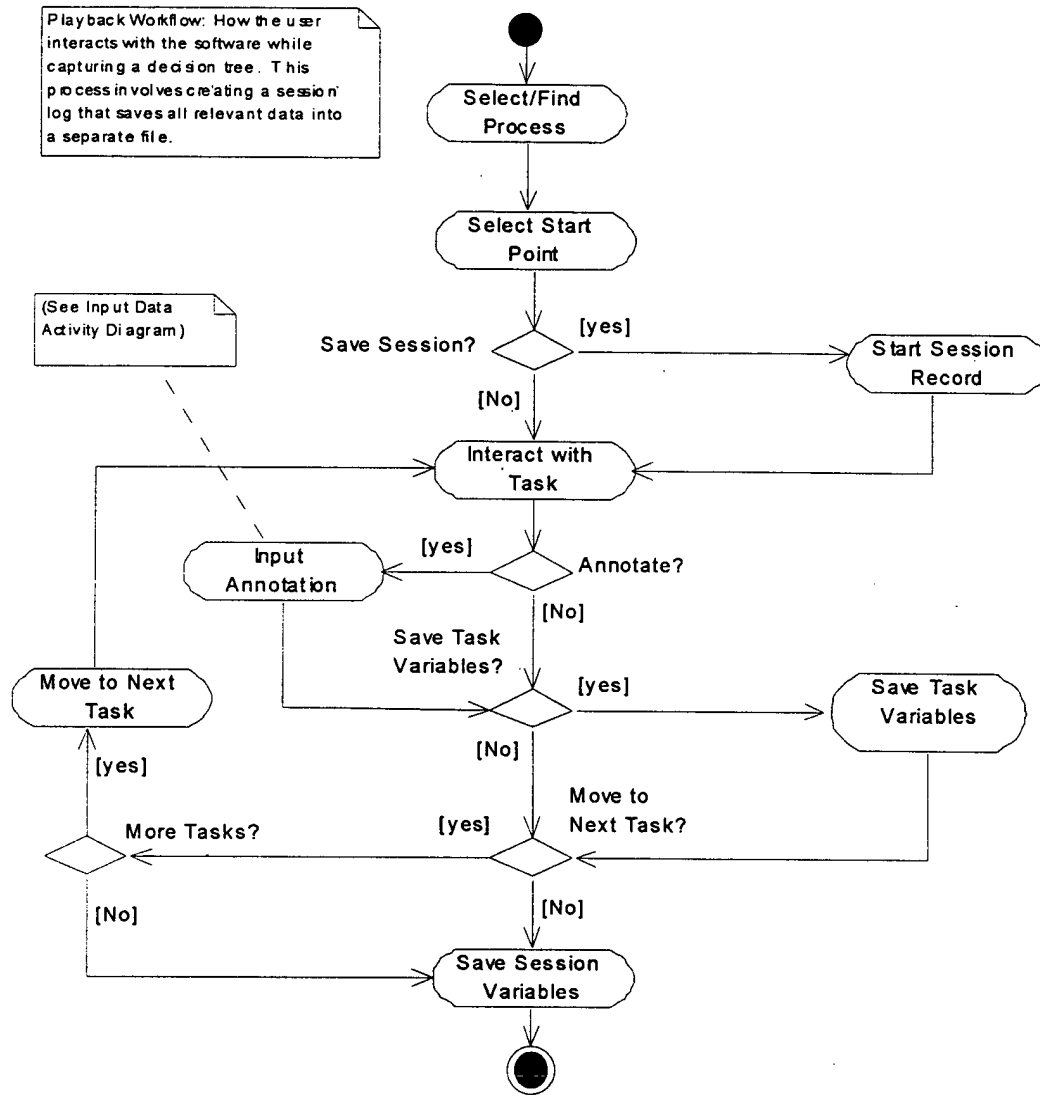 Playback Workflow: How the user
interacts with the software while
capturing a decision tree. This
process involves creating a session
log that saves all relevant data into
a separate file.
Select/Find
Process
Select Start
Point
(See Input Data
Activity Diagram)
Save Session?
[yes]
Start Session
Record
[No]
Interact with
Task
[yes]
Input
Annotation
Annotate?
[No]
Save Task
Variables?
Move to Next
Task
[yes]
Save Task
Variables
[No]
[yes]
Move to
Next Task?
More Tasks?
[yes]
[No]
[No]
Save Session
Variables